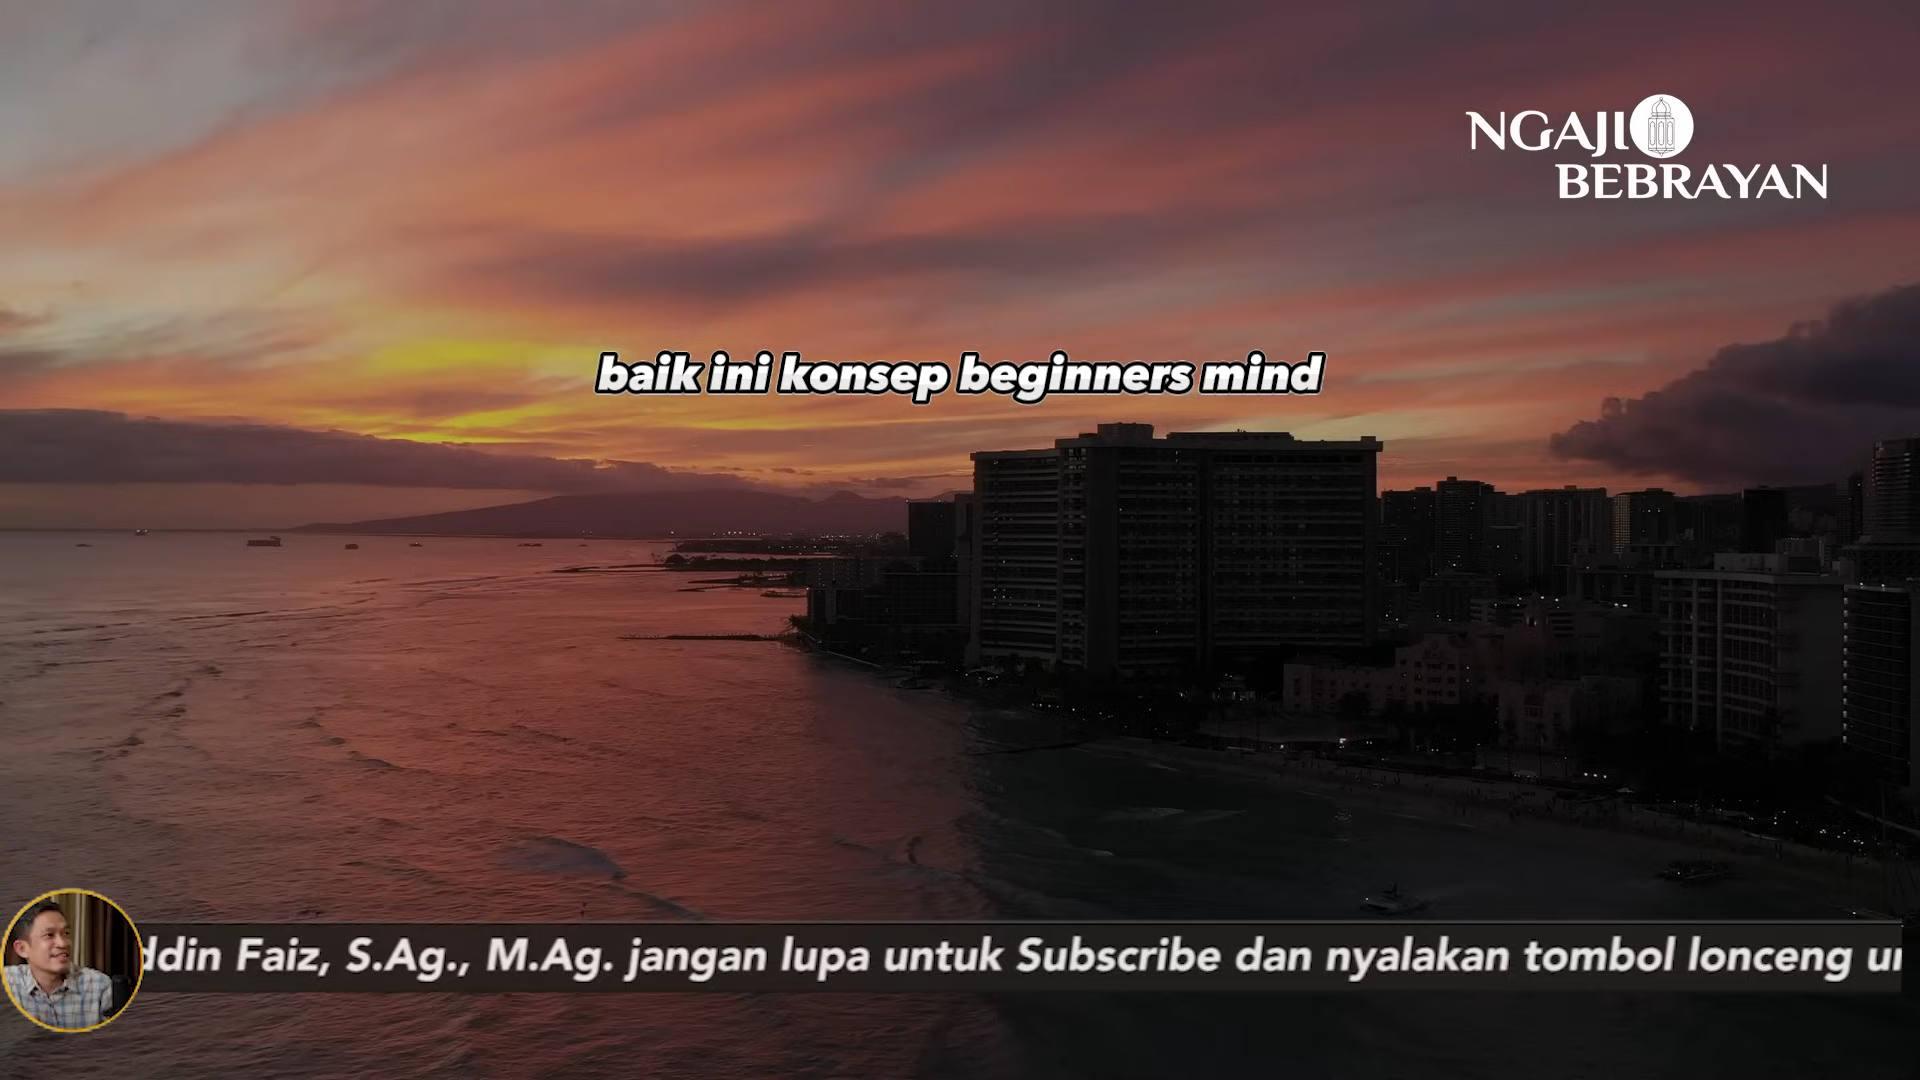 NGAJI
BEBRAYAN
baik ini konsep beginners mind
ddin Faiz, S.Ag., M.Ag. jangan lupa untuk Subscribe dan nyalakan tombol lonceng